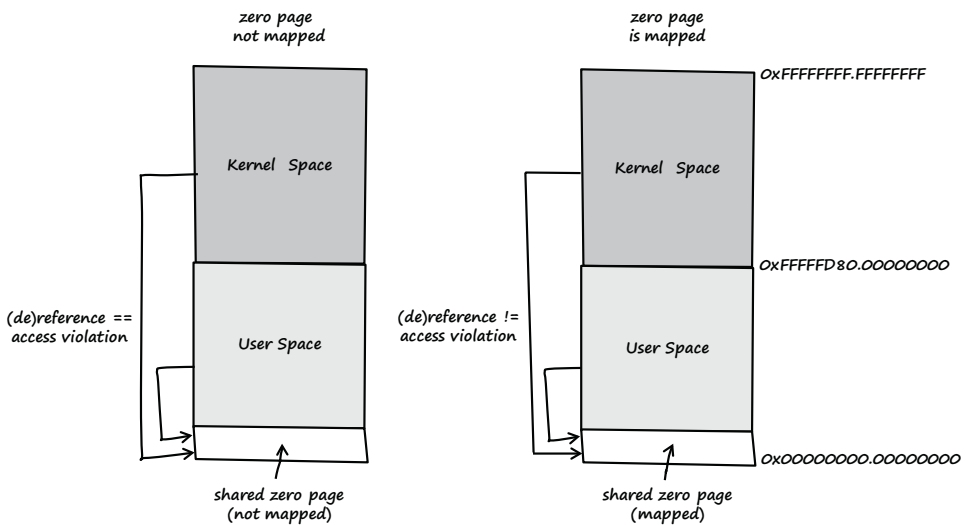 zero page
not mapped
zero page
is mapped
0xFFFFFFFF.FFFFFFFF
Kernel Space
Kernel Space
0xFFFFFD80.00000000
(de)reference ==
access violation
(de)reference !=
access violation
User Space
User Space
0x00000000.00000000
shared zero page
(not mapped)
shared zero page
(mapped)